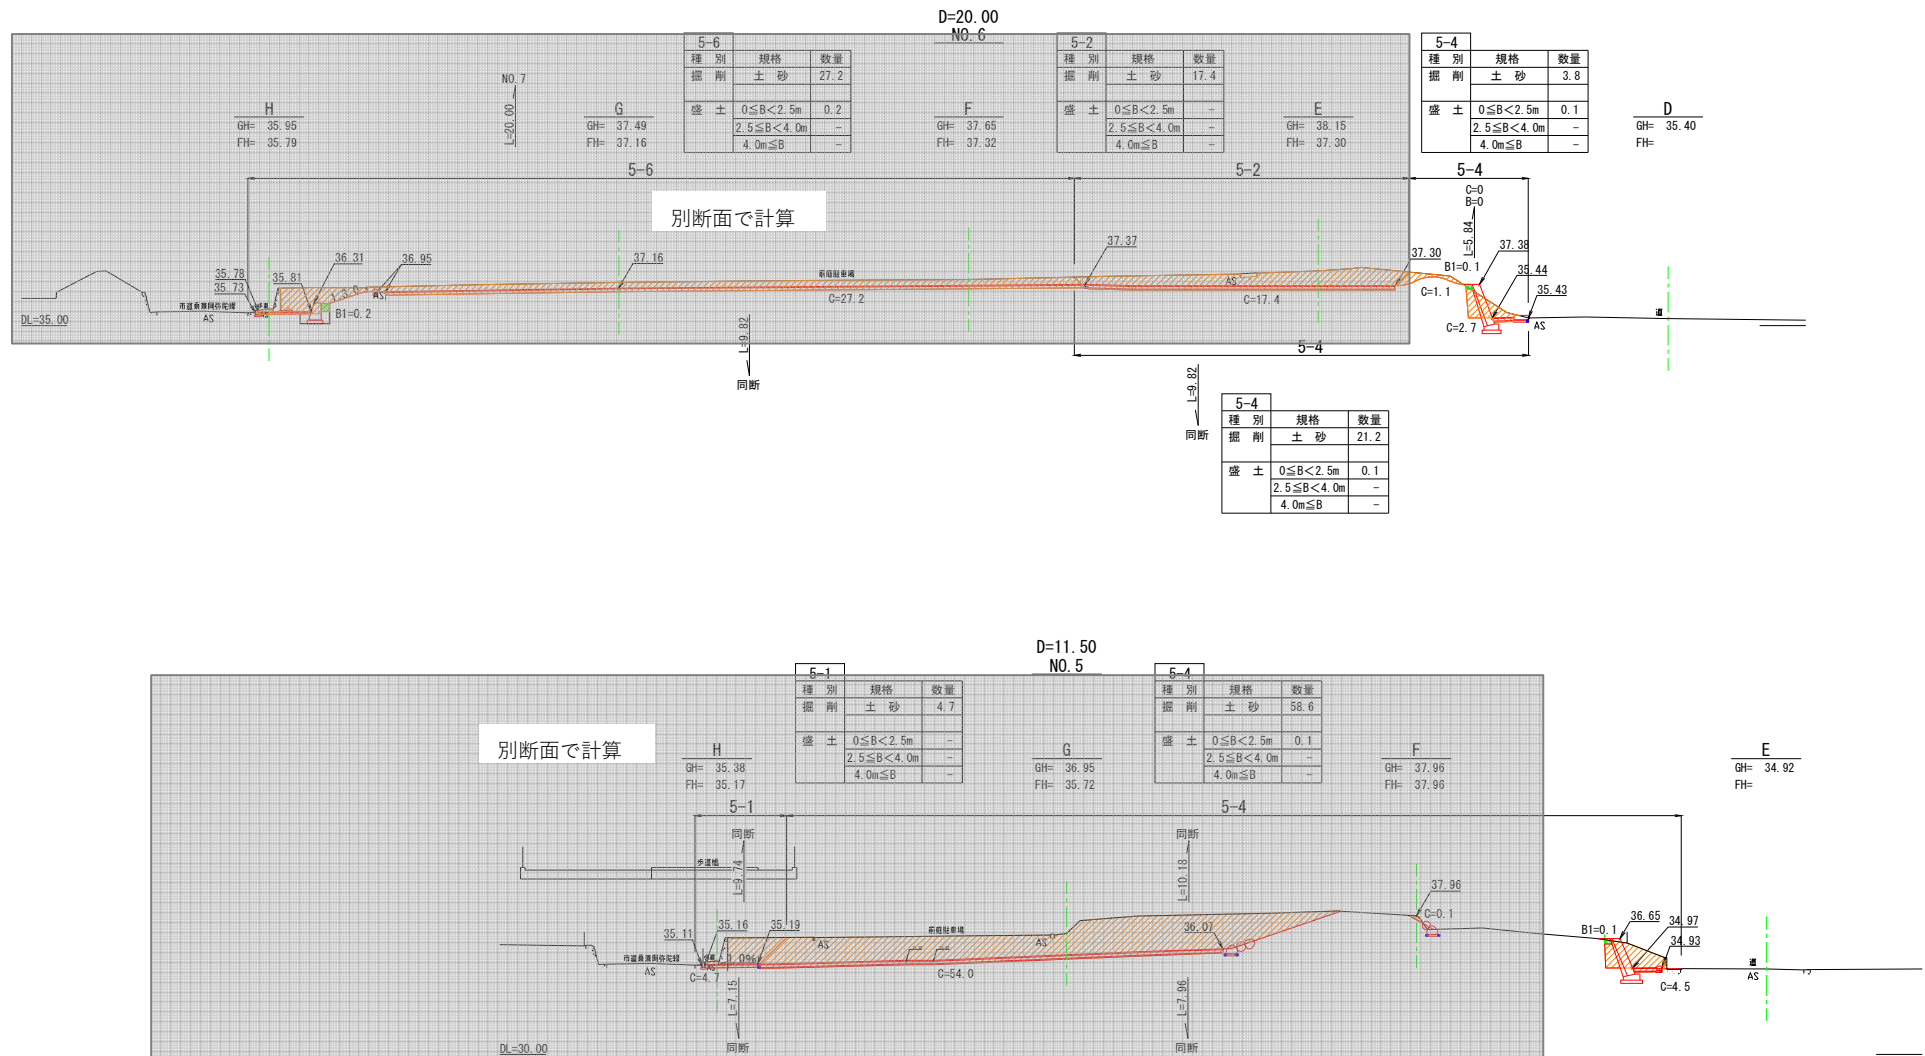 D=20.00
NO.6
5-6
種 別 規格 数量
掘 削 土 砂 27.2
盛 土 0≦B<2.5m 0.2
2.5≦B<4.0m -
4.0m≦B -
5-2
種 別 規格 数量
掘 削 土 砂 17.4
盛 土 0≦B<2.5m -
2.5≦B<4.0m -
4.0m≦B -
5-4
種 別 規格 数量
掘 削 土 砂 3.8
盛 土 0≦B<2.5m 0.1
2.5≦B<4.0m -
4.0m≦B -
NO.7
L=20.00
H
GH= 35.95
FH= 35.79
G
GH= 37.49
FH= 37.16
F
GH= 37.65
FH= 37.32
E
GH= 38.15
FH= 37.30
D
GH= 35.40
FH=
5-6
5-2
5-4
別断面で計算
C=0
B=0
L=5.84
35.78
35.73
35.81
36.31
36.95
37.16
37.37
37.30
B1=0.1
37.38
35.44
35.43
1:3.0
B1=0.2
前庭駐車場
C=27.2
C=17.4
C=1.1
C=2.7
AS
AS
AS
AS
AS
歩道
道
DL=35.00
L=9.82
同断
5-4
L=9.82
同断
5-4
種 別 規格 数量
掘 削 土 砂 21.2
盛 土 0≦B<2.5m 0.1
2.5≦B<4.0m -
4.0m≦B -
D=11.50
NO.5
5-1
種 別 規格 数量
掘 削 土 砂 4.7
盛 土 0≦B<2.5m -
2.5≦B<4.0m -
4.0m≦B -
5-4
種 別 規格 数量
掘 削 土 砂 58.6
盛 土 0≦B<2.5m 0.1
2.5≦B<4.0m -
4.0m≦B -
別断面で計算
H
GH= 35.38
FH= 35.17
G
GH= 36.95
FH= 35.72
F
GH= 37.96
FH= 37.96
E
GH= 34.92
FH=
5-1
5-4
同断
L=9.74
同断
L=10.18
歩道橋
37.96
C=0.1
35.11
35.16
35.19
36.07
前庭駐車場
AS
AS
B1=0.1
36.65
34.97
34.93
AS
AS
1.0%
C=4.7
C=54.0
C=4.5
道
AS
L=7.15
同断
L=7.96
同断
DL=30.00